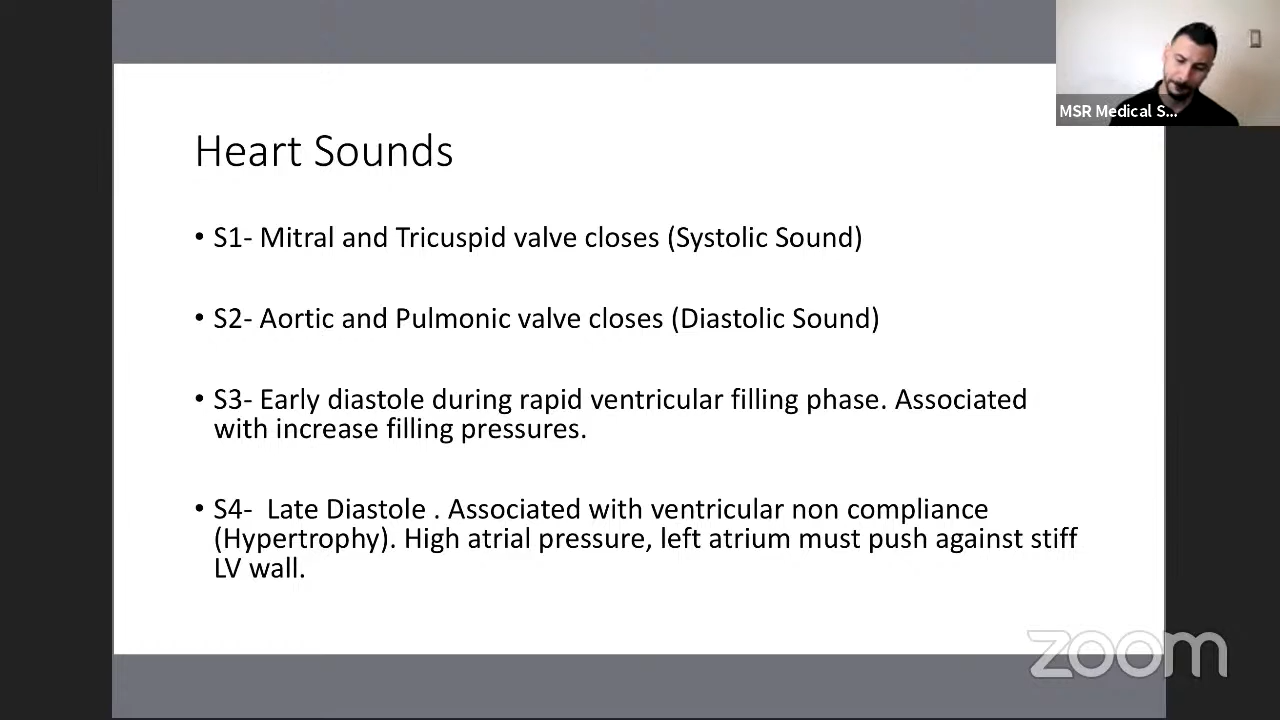 MSR Medical S...
Heart Sounds
• S1- Mitral and Tricuspid valve closes (Systolic Sound)
• S2- Aortic and Pulmonic valve closes (Diastolic Sound)
• S3- Early diastole during rapid ventricular filling phase. Associated
with increase filling pressures.
• S4-  Late Diastole . Associated with ventricular non compliance
(Hypertrophy). High atrial pressure, left atrium must push against stiff
LV wall.
zoom